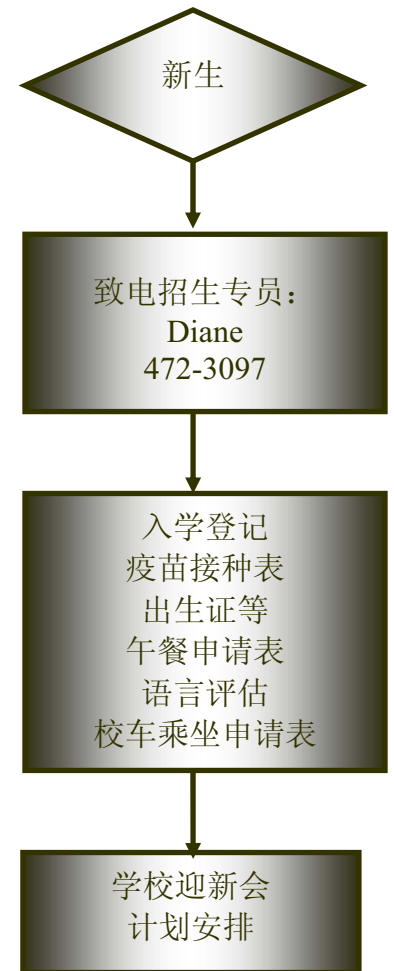 新生
致电招生专员：
Diane
472-3097
入学登记
疫苗接种表
出生证等
午餐申请表
语言评估
校车乘坐申请表
学校迎新会
计划安排